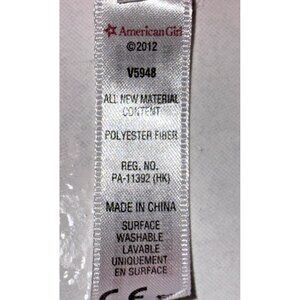 American Girl
©2012
V5948
ALL NEW MATERIAL
CONTENT
POLYESTER FIBER
REG. NO.
PA-11392 (HK)
MADE IN CHINA
SURFACE
WASHABLE
LAVABLE
UNIQUEMENT
EN SURFACE
CE